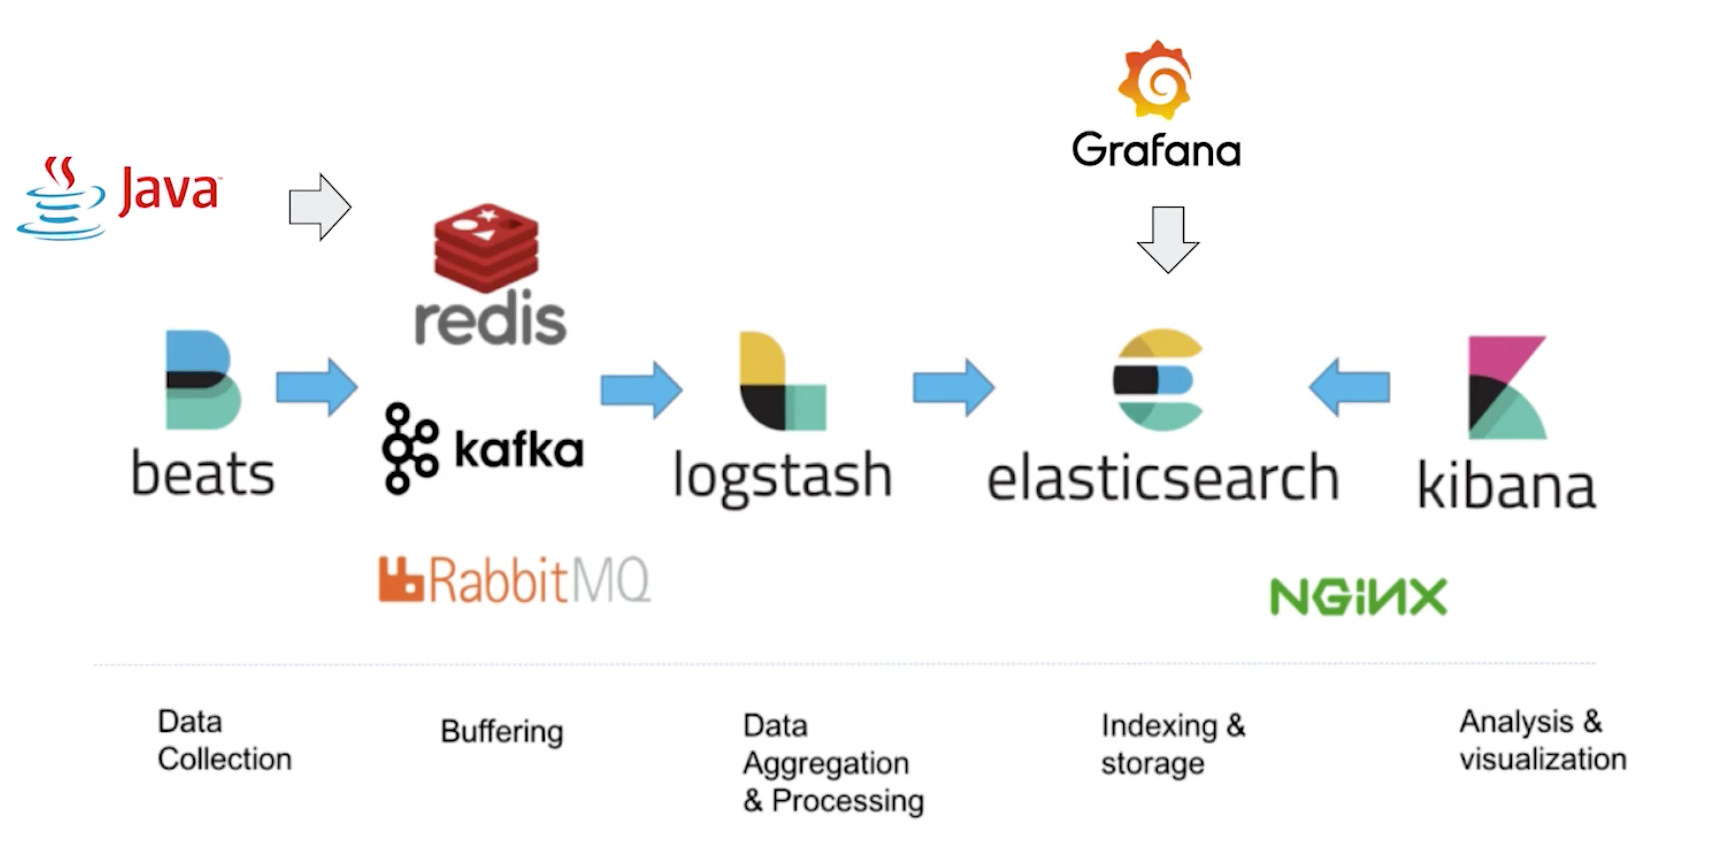 Grafana
Java
redis
kafka
beats
logstash
elasticsearch
kibana
RabbitMQ
NGiNX
Data
Collection
Buffering
Data
Aggregation
& Processing
Indexing &
storage
Analysis &
visualization